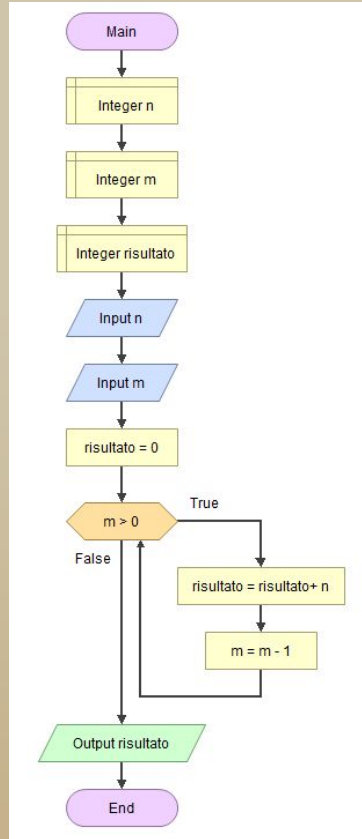 Main
Integer n
Integer m
Integer risultato
Input n
Input m
risultato = 0
m > 0
True
False
risultato = risultato+ n
m = m - 1
Output risultato
End